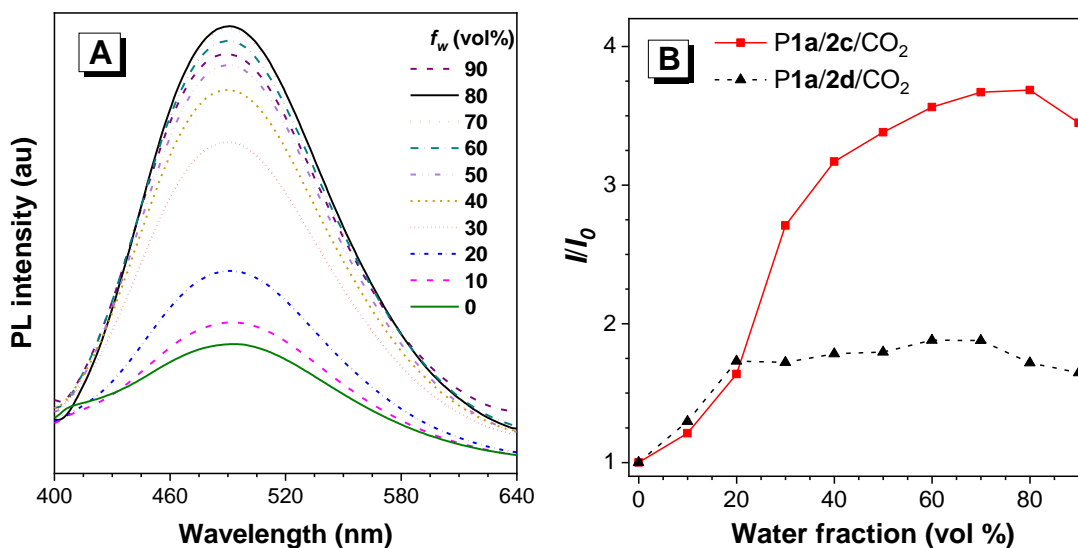 A
f_w (vol%)
90
80
70
60
50
40
30
20
10
0
PL intensity (au)
400
460
520
580
640
Wavelength (nm)
B
P1a/2c/CO₂
P1a/2d/CO₂
4
3
2
1
I/I₀
0
20
40
60
80
Water fraction (vol %)